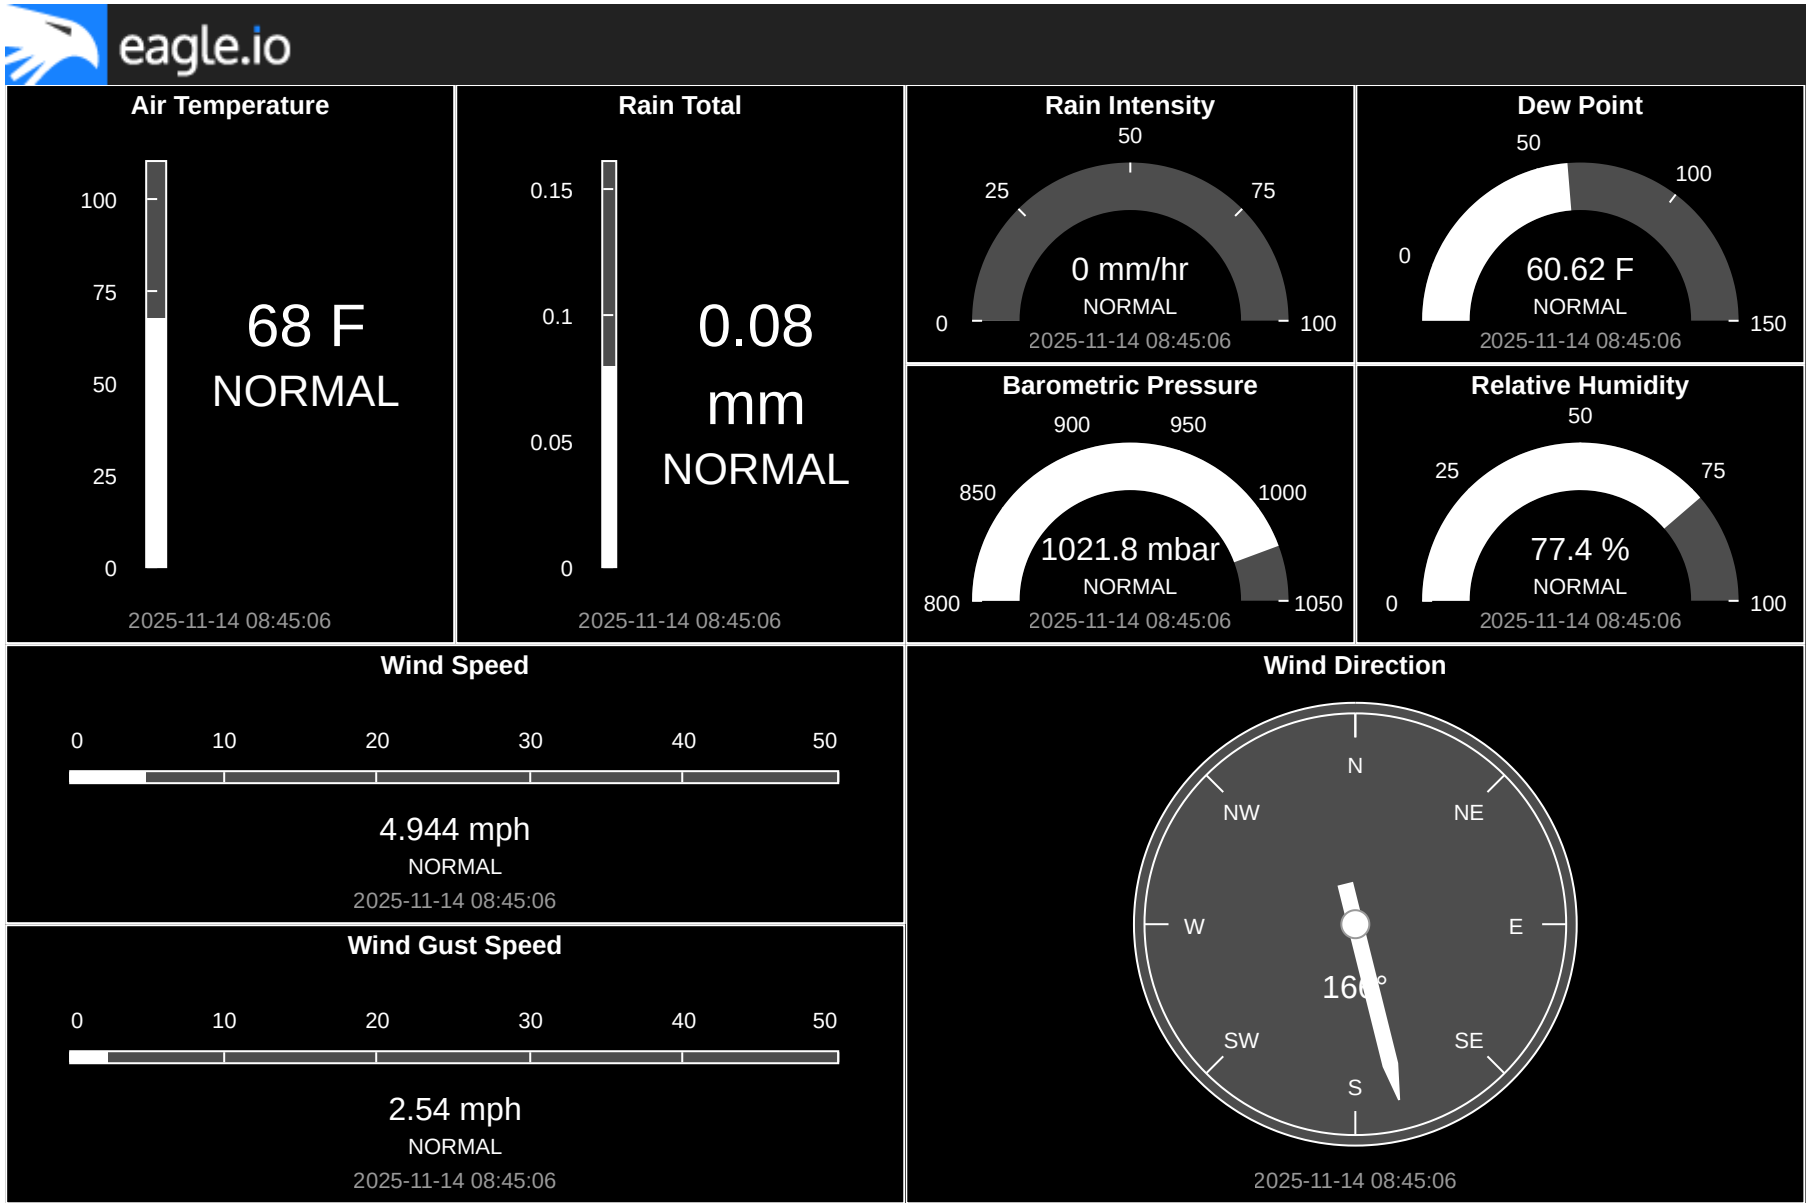 eagle.io
Air Temperature
100
75
50
25
0
68 F
NORMAL
2025-11-14 08:45:06
Rain Total
0.15
0.1
0.05
0
0.08
mm
NORMAL
2025-11-14 08:45:06
Rain Intensity
0
25
50
75
100
0 mm/hr
NORMAL
2025-11-14 08:45:06
Dew Point
0
50
100
150
60.62 F
NORMAL
2025-11-14 08:45:06
Barometric Pressure
800
850
900
950
1000
1050
1021.8 mbar
NORMAL
2025-11-14 08:45:06
Relative Humidity
0
25
50
75
100
77.4 %
NORMAL
2025-11-14 08:45:06
Wind Speed
0 10 20 30 40 50
4.944 mph
NORMAL
2025-11-14 08:45:06
Wind Gust Speed
0 10 20 30 40 50
2.54 mph
NORMAL
2025-11-14 08:45:06
Wind Direction
N
NW NE
W E
SW SE
S
2025-11-14 08:45:06